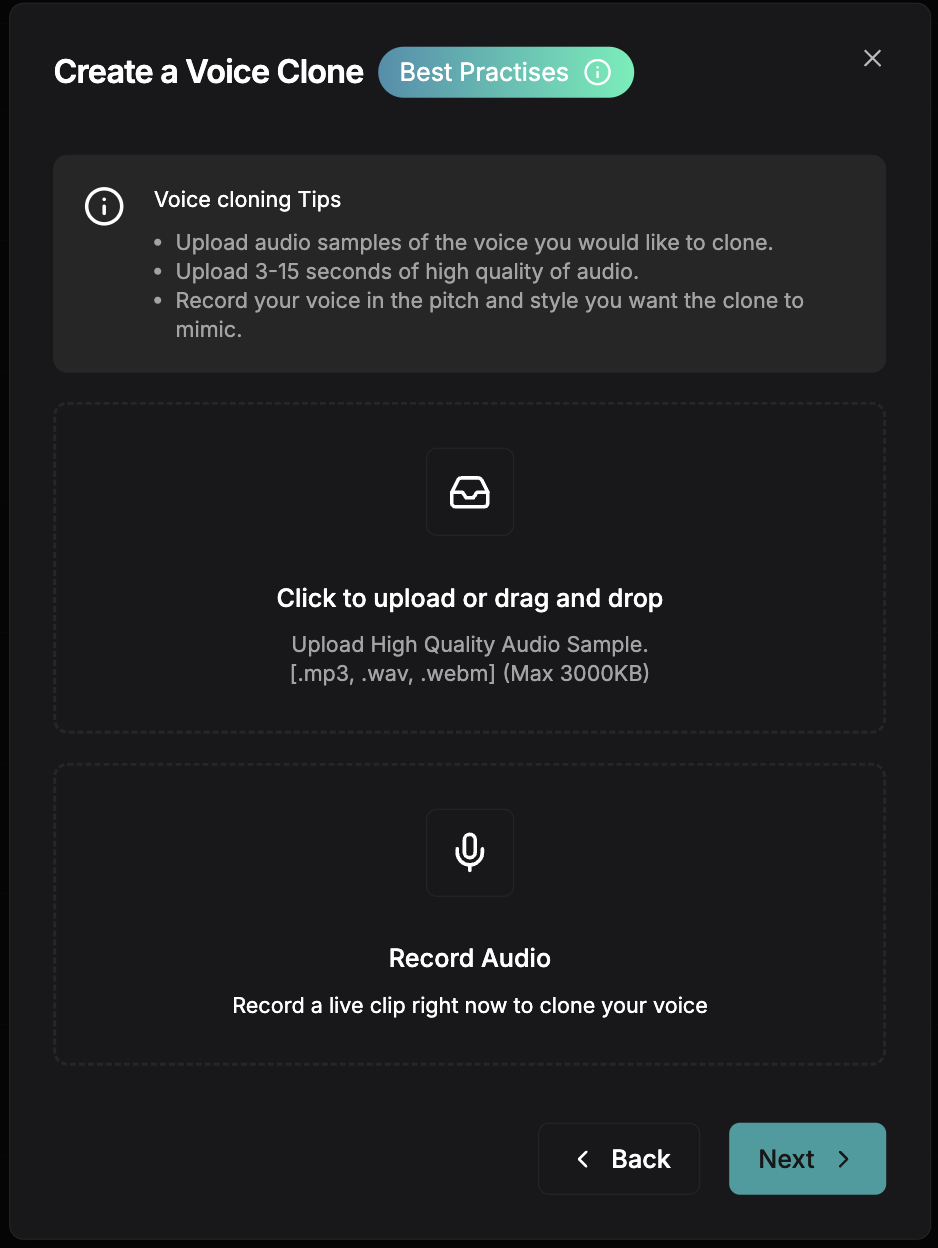 Create a Voice Clone
Best Practises
Voice cloning Tips
• Upload audio samples of the voice you would like to clone.
• Upload 3-15 seconds of high quality of audio.
• Record your voice in the pitch and style you want the clone to
mimic.
Click to upload or drag and drop
Upload High Quality Audio Sample.
[.mp3, .wav, .webm] (Max 3000KB)
Record Audio
Record a live clip right now to clone your voice
Back
Next